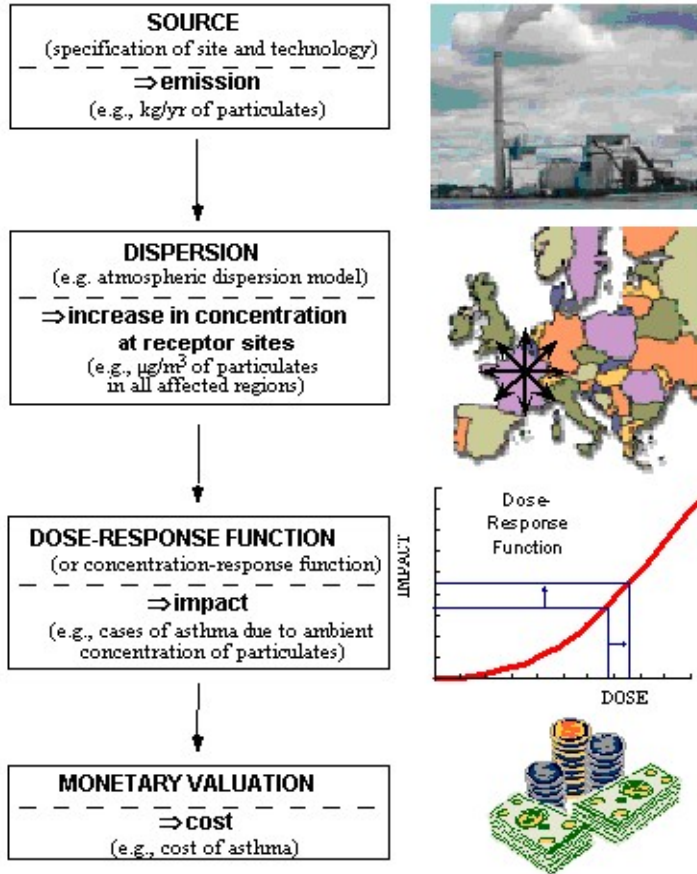 SOURCE
(specification of site and technology)
⇒emission
(e.g., kg/yr of particulates)
DISPERSION
(e.g. atmospheric dispersion model)
⇒increase in concentration
at receptor sites
(e.g., µg/m³ of particulates
in all affected regions)
DOSE-RESPONSE FUNCTION
(or concentration-response function)
⇒impact
(e.g., cases of asthma due to ambient
concentration of particulates)
Dose-
Response
Function
IMPACT
DOSE
MONETARY VALUATION
⇒cost
(e.g., cost of asthma)